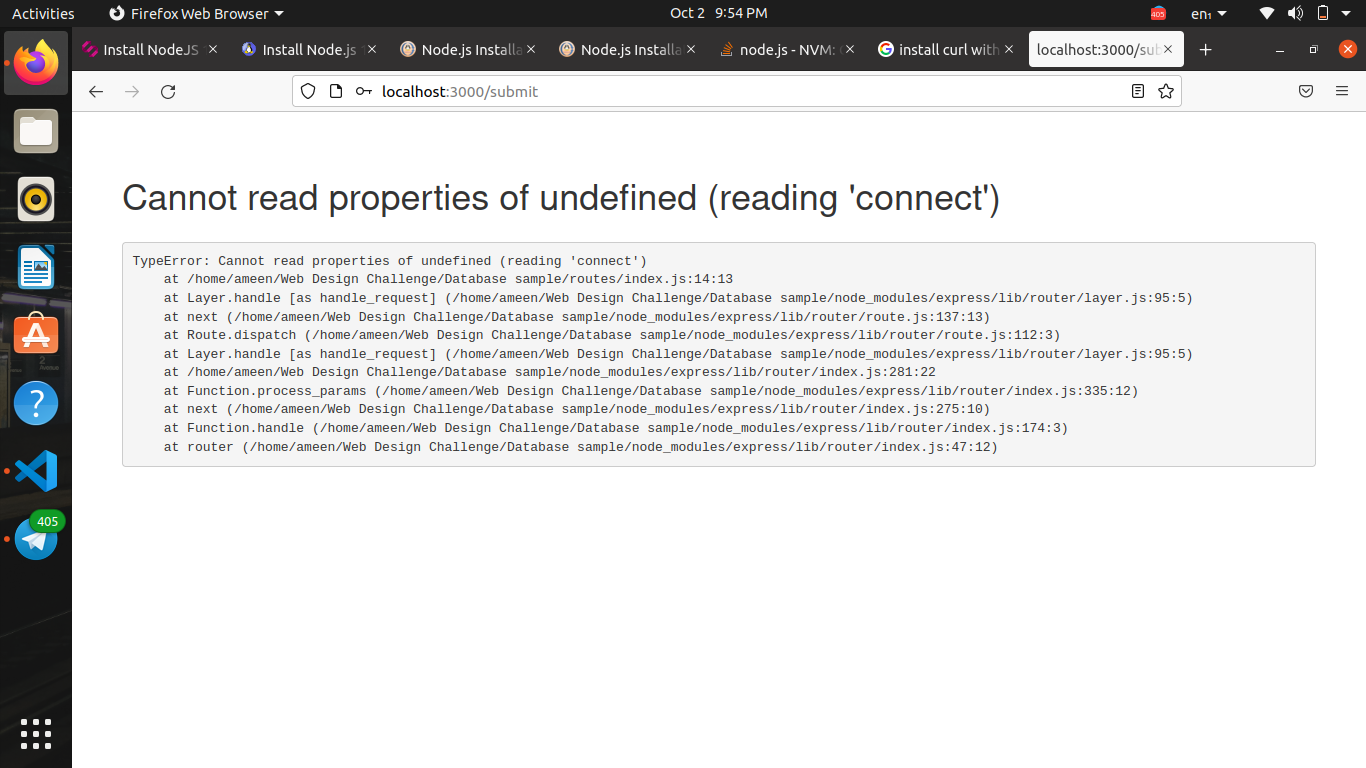 Activities Firefox Web Browser Oct 2 9:54 PM 405 en₁
Install NodeJS Install Node.js Node.js Installa Node.js Installa node.js - NVM: install curl with localhost:3000/sub
localhost:3000/submit
Cannot read properties of undefined (reading 'connect')
TypeError: Cannot read properties of undefined (reading 'connect')
at /home/ameen/Web Design Challenge/Database sample/routes/index.js:14:13
at Layer.handle [as handle_request] (/home/ameen/Web Design Challenge/Database sample/node_modules/express/lib/router/layer.js:95:5)
at next (/home/ameen/Web Design Challenge/Database sample/node_modules/express/lib/router/route.js:137:13)
at Route.dispatch (/home/ameen/Web Design Challenge/Database sample/node_modules/express/lib/router/route.js:112:3)
at Layer.handle [as handle_request] (/home/ameen/Web Design Challenge/Database sample/node_modules/express/lib/router/layer.js:95:5)
at /home/ameen/Web Design Challenge/Database sample/node_modules/express/lib/router/index.js:281:22
at Function.process_params (/home/ameen/Web Design Challenge/Database sample/node_modules/express/lib/router/index.js:335:12)
at next (/home/ameen/Web Design Challenge/Database sample/node_modules/express/lib/router/index.js:275:10)
at Function.handle (/home/ameen/Web Design Challenge/Database sample/node_modules/express/lib/router/index.js:174:3)
at router (/home/ameen/Web Design Challenge/Database sample/node_modules/express/lib/router/index.js:47:12)
405